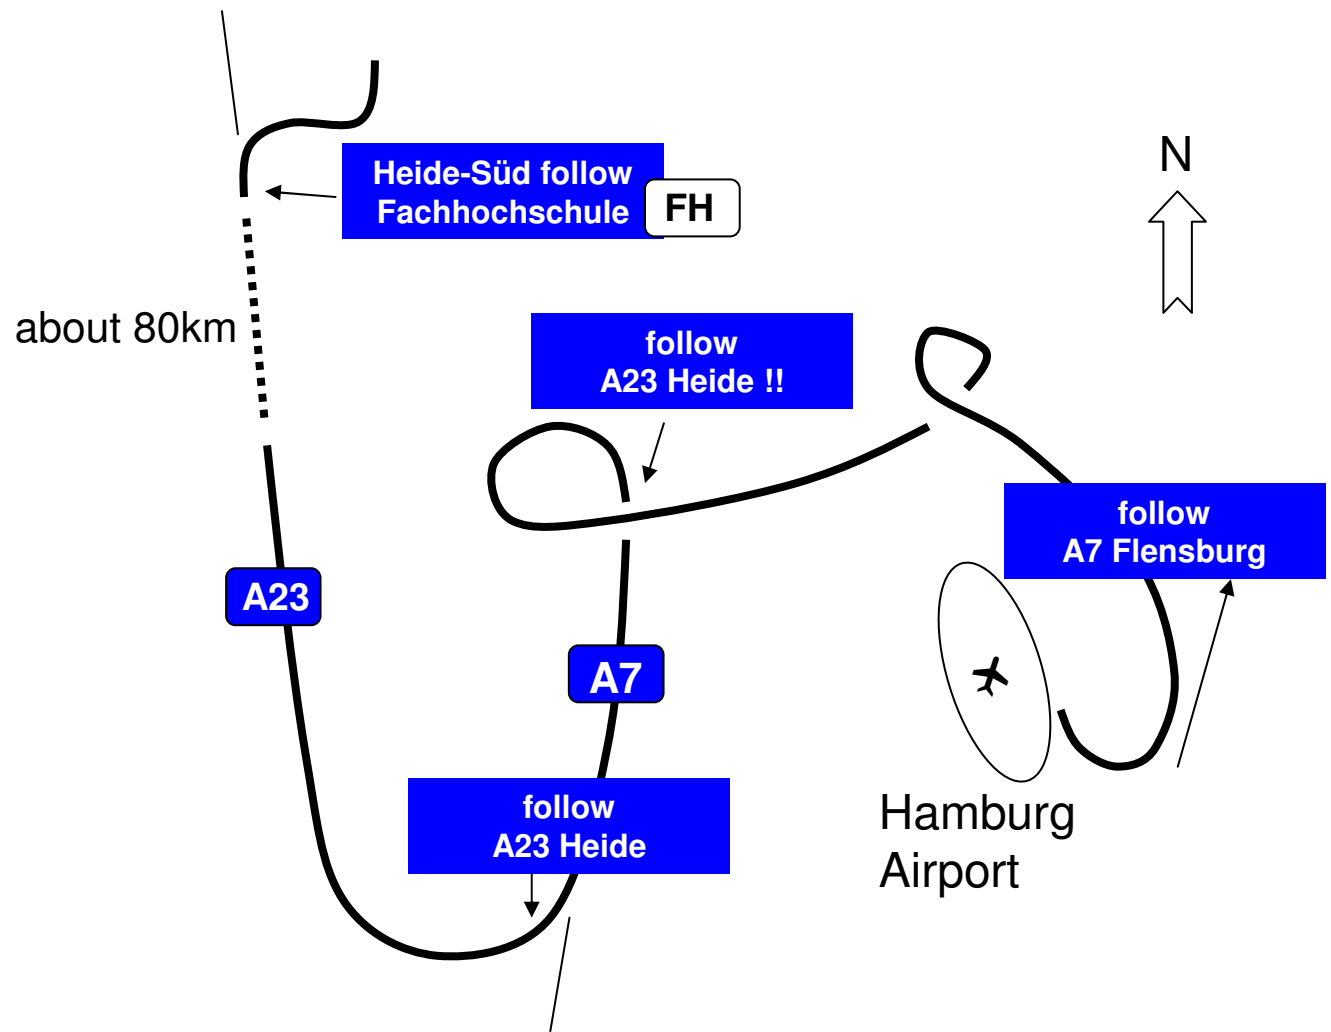 Heide-Süd follow
Fachhochschule
FH
N
about 80km
follow
A23 Heide !!
follow
A7 Flensburg
A23
A7
follow
A23 Heide
Hamburg
Airport